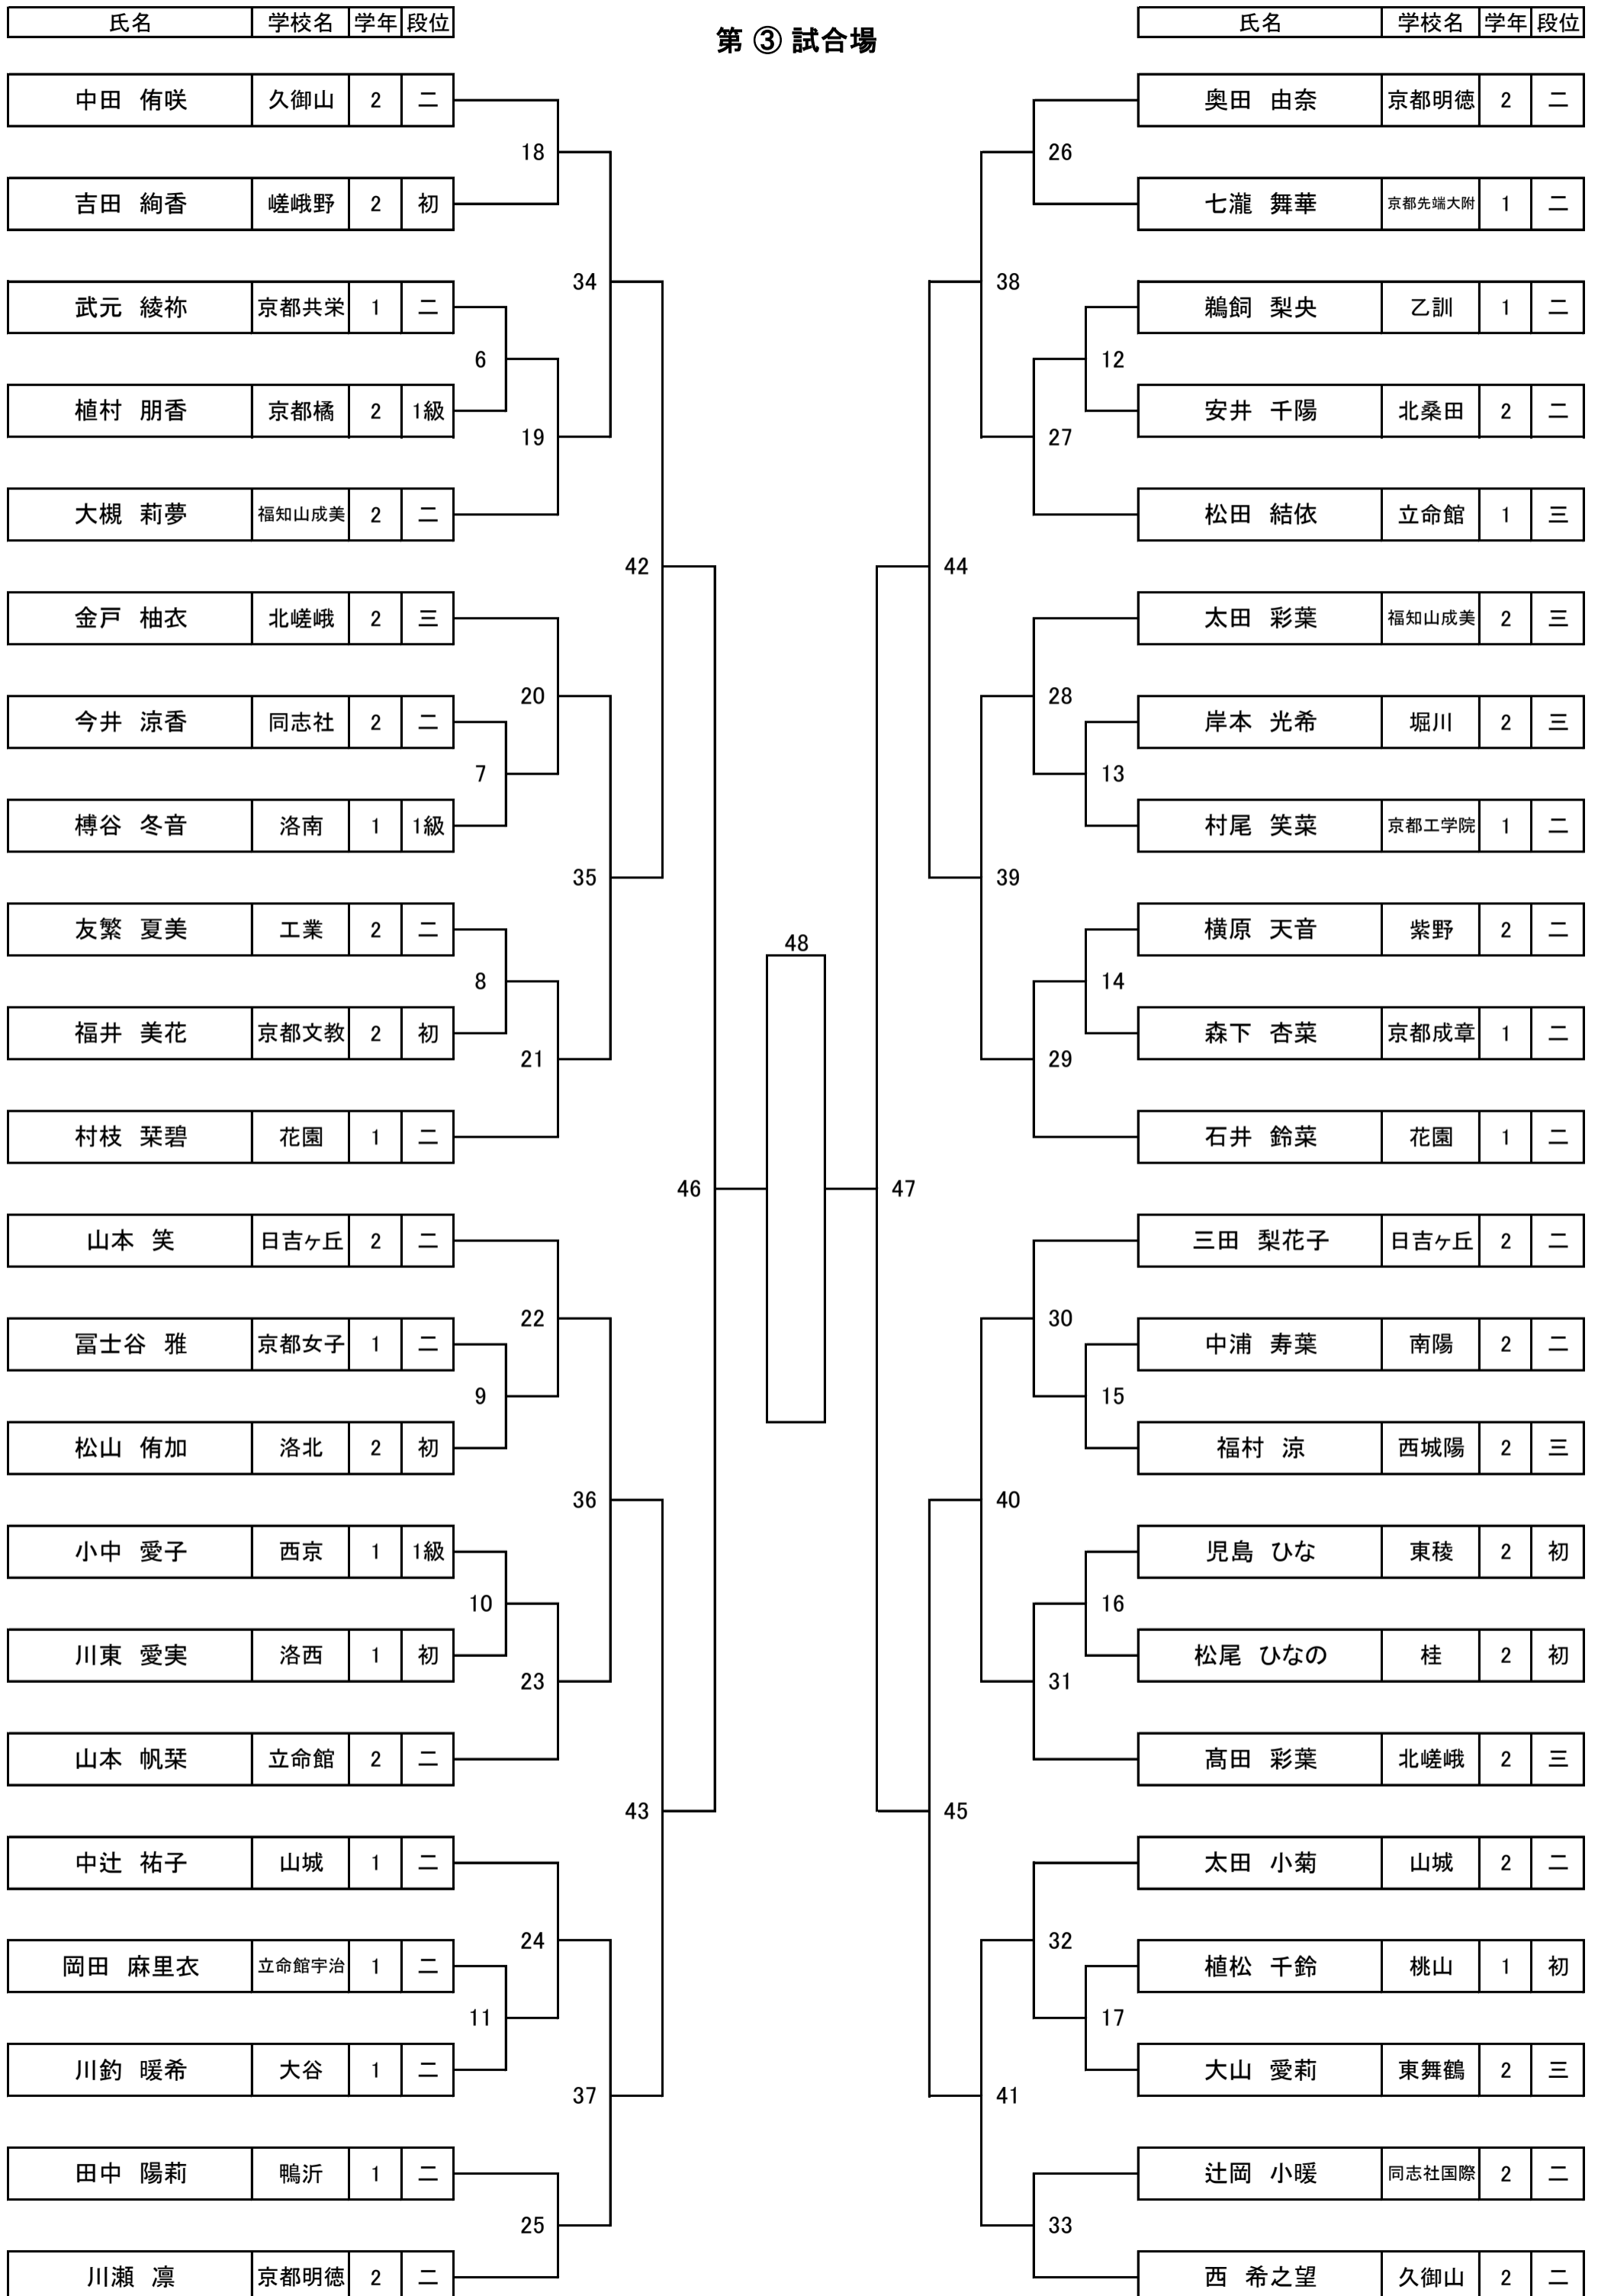 氏名 学校名 学年 段位
第 ③ 試合場
氏名 学校名 学年 段位
中田 侑咲 久御山 2 二
18
吉田 絢香 嵯峨野 2 初
34
武元 綾祢 京都共栄 1 二
6
植村 朋香 京都橘 2 1級
19
大槻 莉夢 福知山成美 2 二
42
金戸 柚衣 北嵯峨 2 三
20
今井 涼香 同志社 2 二
7
榑谷 冬音 洛南 1 1級
35
友繁 夏美 工業 2 二
8
福井 美花 京都文教 2 初
21
村枝 栞碧 花園 1 二
46
山本 笑 日吉ヶ丘 2 二
22
冨士谷 雅 京都女子 1 二
9
松山 侑加 洛北 2 初
36
小中 愛子 西京 1 1級
10
川東 愛実 洛西 1 初
23
山本 帆栞 立命館 2 二
43
中辻 祐子 山城 1 二
24
岡田 麻里衣 立命館宇治 1 二
11
川釣 暖希 大谷 1 二
37
田中 陽莉 鴨沂 1 二
25
川瀬 凛 京都明徳 2 二
48
奥田 由奈 京都明徳 2 二
26
七瀧 舞華 京都先端大附 1 二
38
鵜飼 梨央 乙訓 1 二
12
安井 千陽 北桑田 2 二
27
松田 結依 立命館 1 三
44
太田 彩葉 福知山成美 2 三
28
岸本 光希 堀川 2 三
13
村尾 笑菜 京都工学院 1 二
39
横原 天音 紫野 2 二
14
森下 杏菜 京都成章 1 二
29
石井 鈴菜 花園 1 二
47
三田 梨花子 日吉ヶ丘 2 二
30
中浦 寿葉 南陽 2 二
15
福村 涼 西城陽 2 三
40
児島 ひな 東稜 2 初
16
松尾 ひなの 桂 2 初
31
髙田 彩葉 北嵯峨 2 三
45
太田 小菊 山城 2 二
32
植松 千鈴 桃山 1 初
17
大山 愛莉 東舞鶴 2 三
41
辻岡 小暖 同志社国際 2 二
33
西 希之望 久御山 2 二